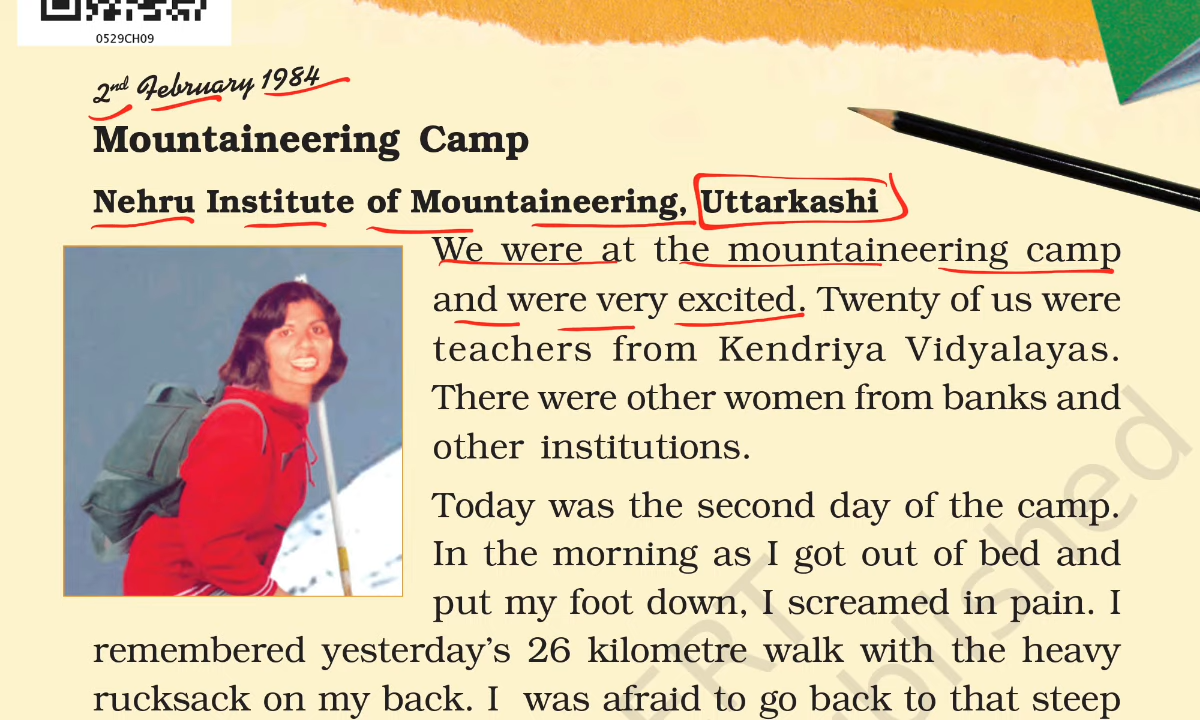 0529CH09
2nd February 1984
Mountaineering Camp
Nehru Institute of Mountaineering, Uttarkashi
We were at the mountaineering camp
and were very excited. Twenty of us were
teachers from Kendriya Vidyalayas.
There were other women from banks and
other institutions.
Today was the second day of the camp.
In the morning as I got out of bed and
put my foot down, I screamed in pain. I
remembered yesterday’s 26 kilometre walk with the heavy
rucksack on my back. I was afraid to go back to that steep